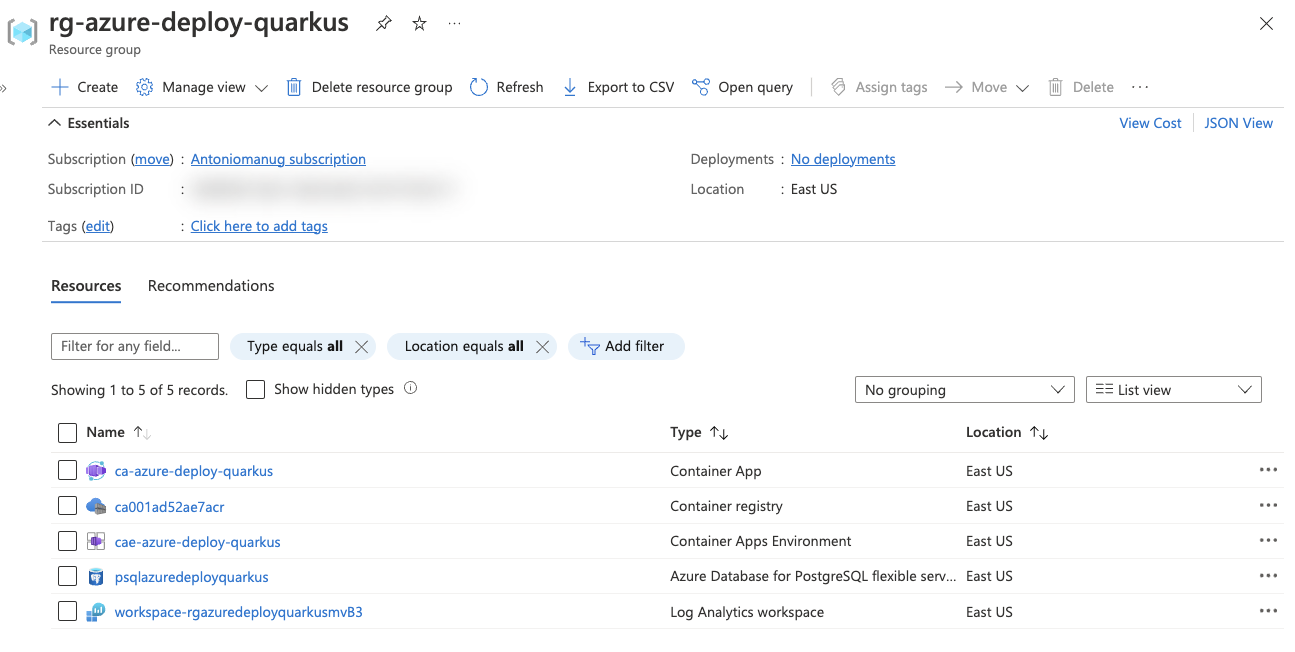 rg-azure-deploy-quarkus
Resource group
Create Manage view Delete resource group Refresh Export to CSV Open query Assign tags Move Delete
Essentials View Cost JSON View
Subscription (move) : Antoniomanug subscription Deployments : No deployments
Subscription ID : Location : East US
Tags (edit) : Click here to add tags
Resources Recommendations
Filter for any field... Type equals all Location equals all Add filter
Showing 1 to 5 of 5 records. Show hidden types No grouping List view
Name Type Location
ca-azure-deploy-quarkus Container App East US
ca001ad52ae7acr Container registry East US
cae-azure-deploy-quarkus Container Apps Environment East US
psqlazuredeployquarkus Azure Database for PostgreSQL flexible serv... East US
workspace-rgazuredeployquarkusmvB3 Log Analytics workspace East US